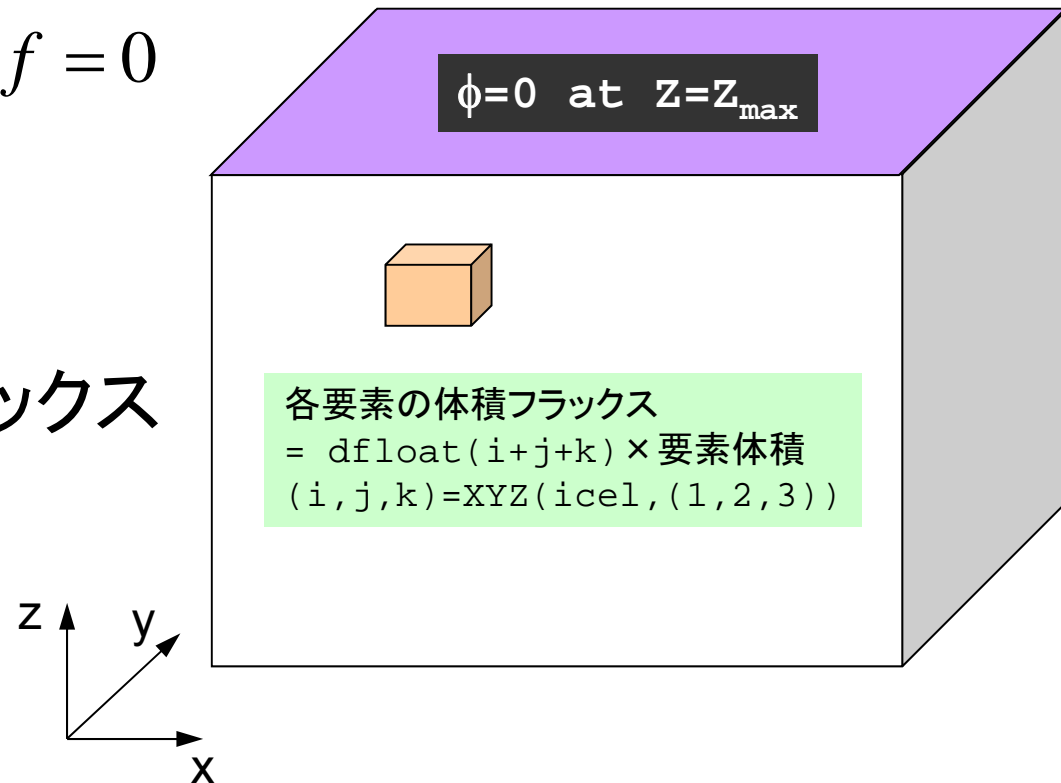 f = 0
φ=0 at Z=Zmax
ックス
各要素の体積フラックス
= dfloat(i+j+k)×要素体積
(i,j,k)=XYZ(icel,(1,2,3))
z
y
x